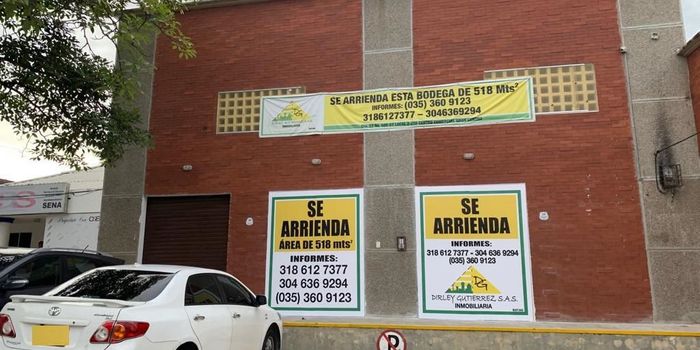 SE ARRIENDA ESTA BODEGA DE 518 Mts²
INFORMES: (035) 360 9123
3186127377 – 3046369294
DG
SENA
SE
ARRIENDA
ÁREA DE 518 mts²
INFORMES:
318 612 7377
304 636 9294
(035) 360 9123
SE
ARRIENDA
INFORMES:
318 612 7377 - 304 636 9294
(035) 360 9123
DG
DIRLEY GUTIERREZ S.A.S.
INMOBILIARIA